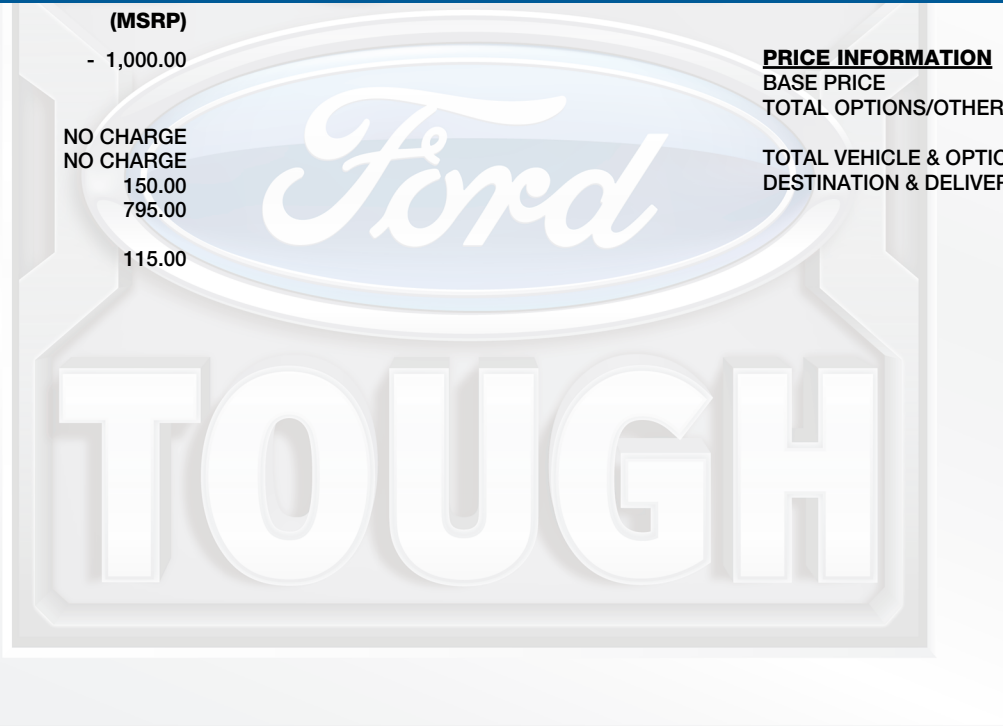 (MSRP)
- 1,000.00
NO CHARGE
NO CHARGE
150.00
795.00
115.00
PRICE INFORMATION
BASE PRICE
TOTAL OPTIONS/OTHER
TOTAL VEHICLE & OPTIO
DESTINATION & DELIVER
Ford
TOUGH